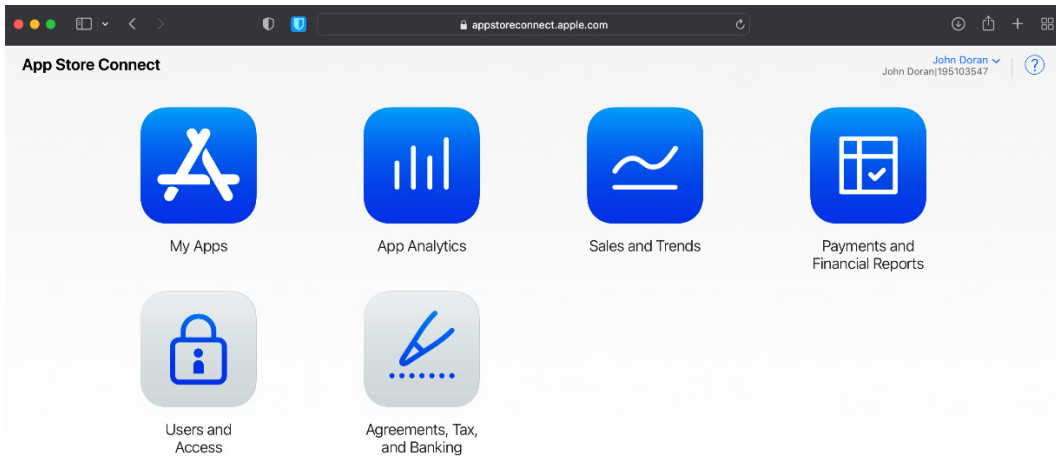 appstoreconnect.apple.com
App Store Connect
John Doran
John Doran|195103547
?
My Apps
App Analytics
Sales and Trends
Payments and
Financial Reports
Users and
Access
Agreements, Tax,
and Banking